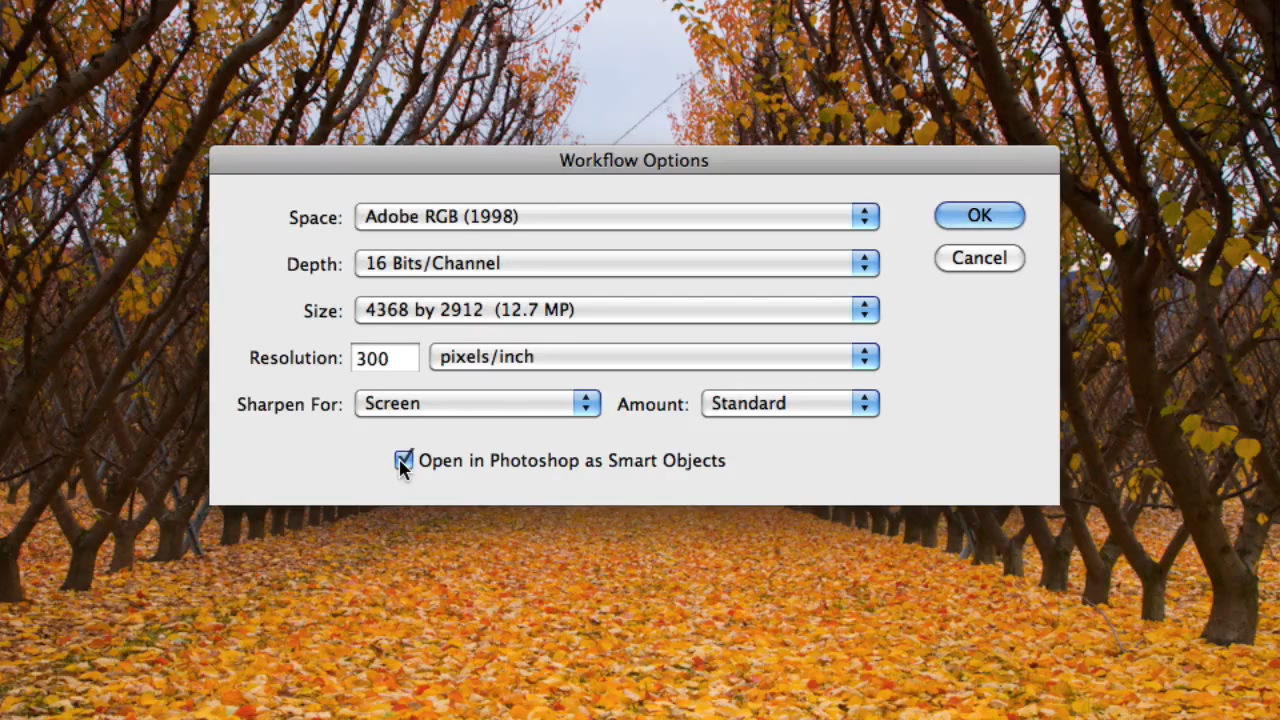 Workflow Options
Space: Adobe RGB (1998) OK
Depth: 16 Bits/Channel Cancel
Size: 4368 by 2912 (12.7 MP)
Resolution: 300 pixels/inch
Sharpen For: Screen Amount: Standard
Open in Photoshop as Smart Objects